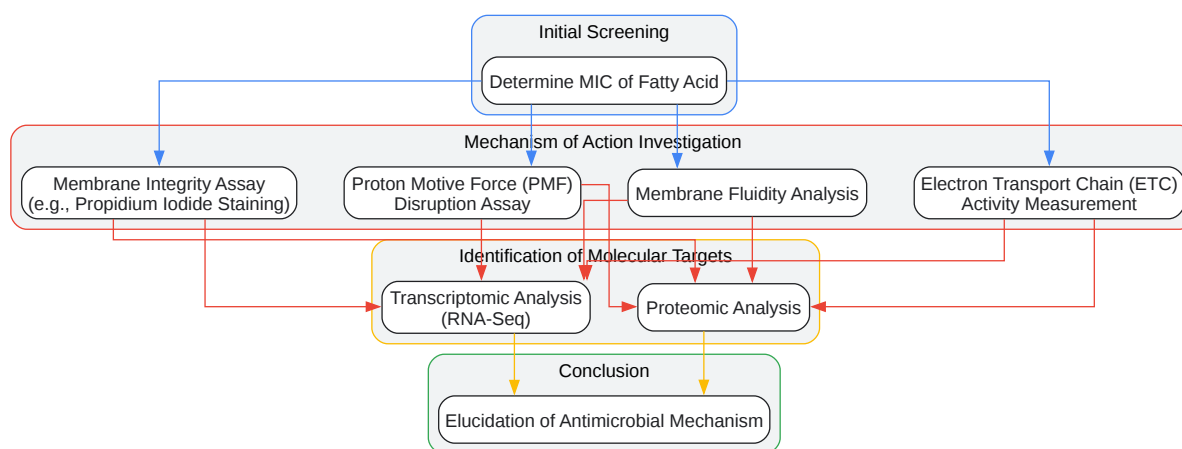 Initial Screening
Determine MIC of Fatty Acid
Mechanism of Action Investigation
Membrane Integrity Assay
(e.g., Propidium Iodide Staining)
Proton Motive Force (PMF)
Disruption Assay
Membrane Fluidity Analysis
Electron Transport Chain (ETC)
Activity Measurement
Identification of Molecular Targets
Transcriptomic Analysis
(RNA-Seq)
Proteomic Analysis
Conclusion
Elucidation of Antimicrobial Mechanism